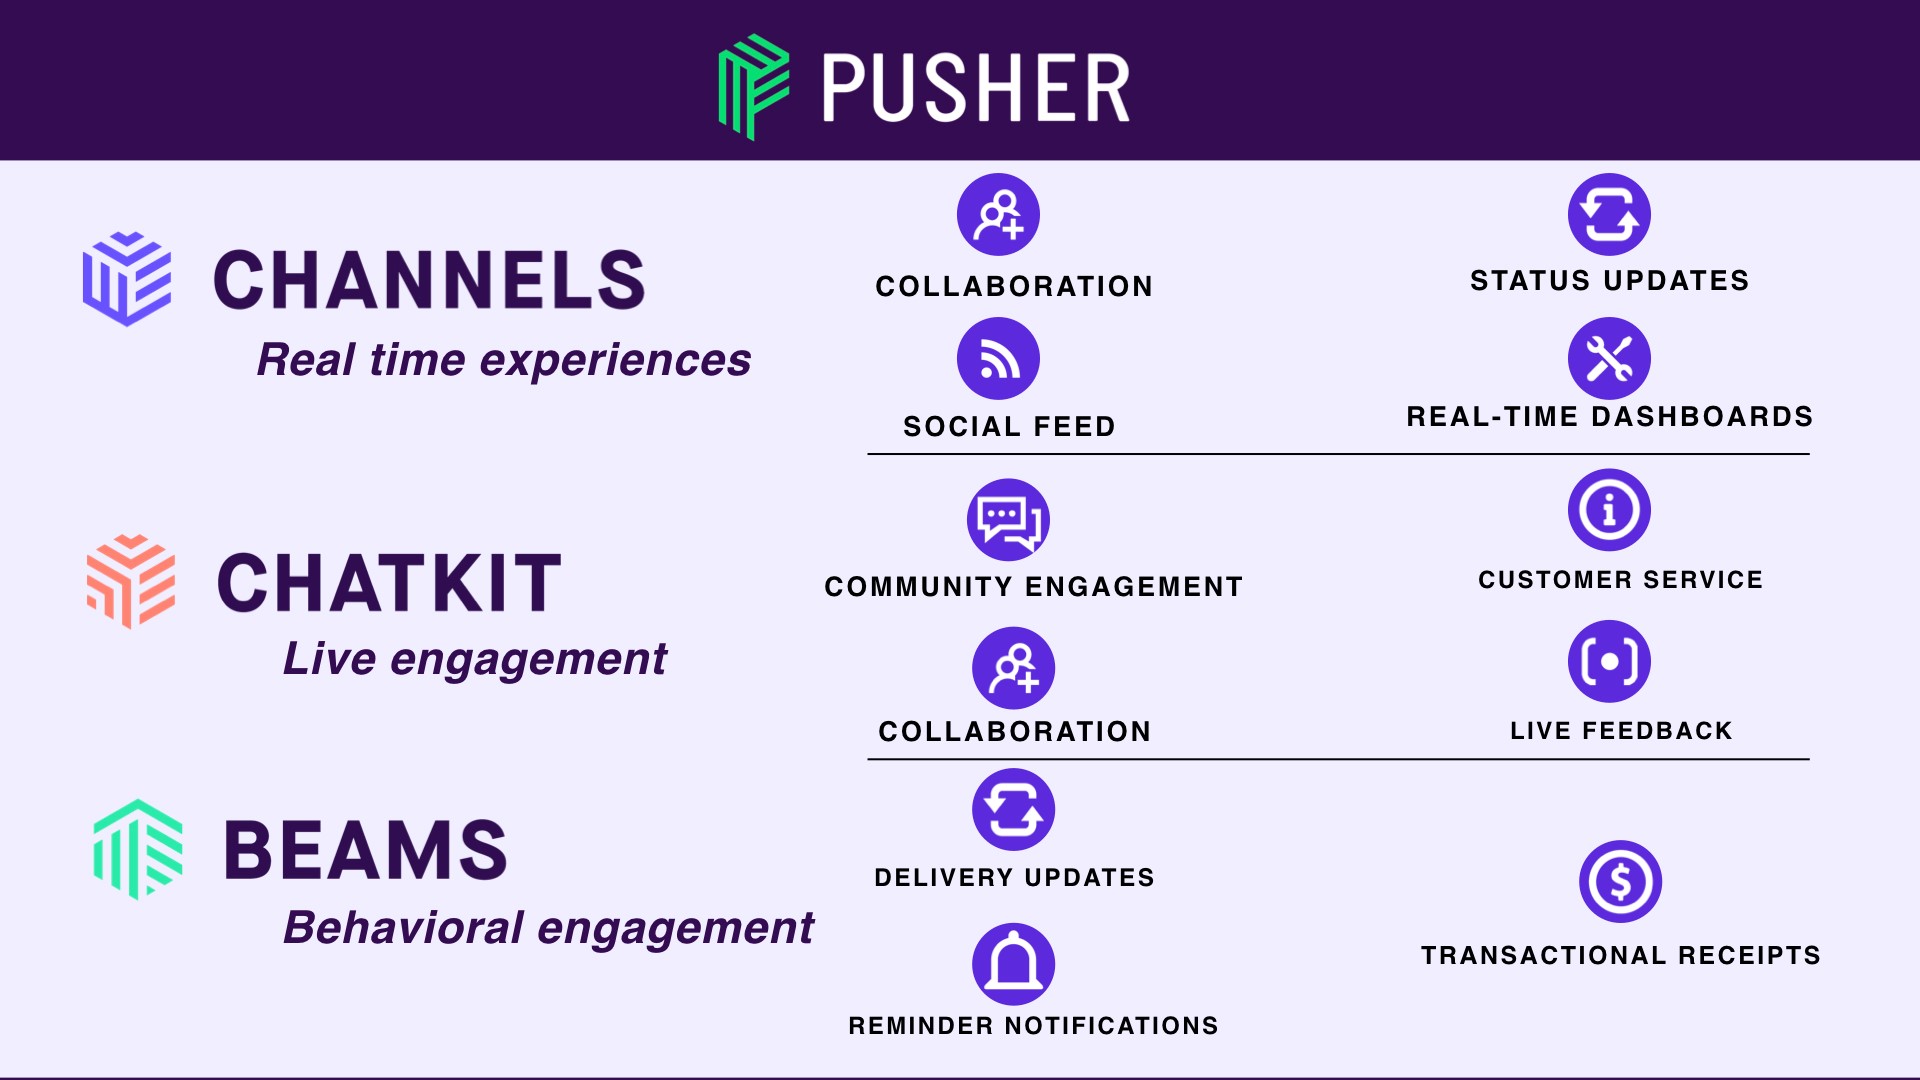 PUSHER
CHANNELS
Real time experiences
COLLABORATION
STATUS UPDATES
SOCIAL FEED
REAL-TIME DASHBOARDS
CHATKIT
Live engagement
COMMUNITY ENGAGEMENT
CUSTOMER SERVICE
COLLABORATION
LIVE FEEDBACK
BEAMS
Behavioral engagement
DELIVERY UPDATES
TRANSACTIONAL RECEIPTS
REMINDER NOTIFICATIONS